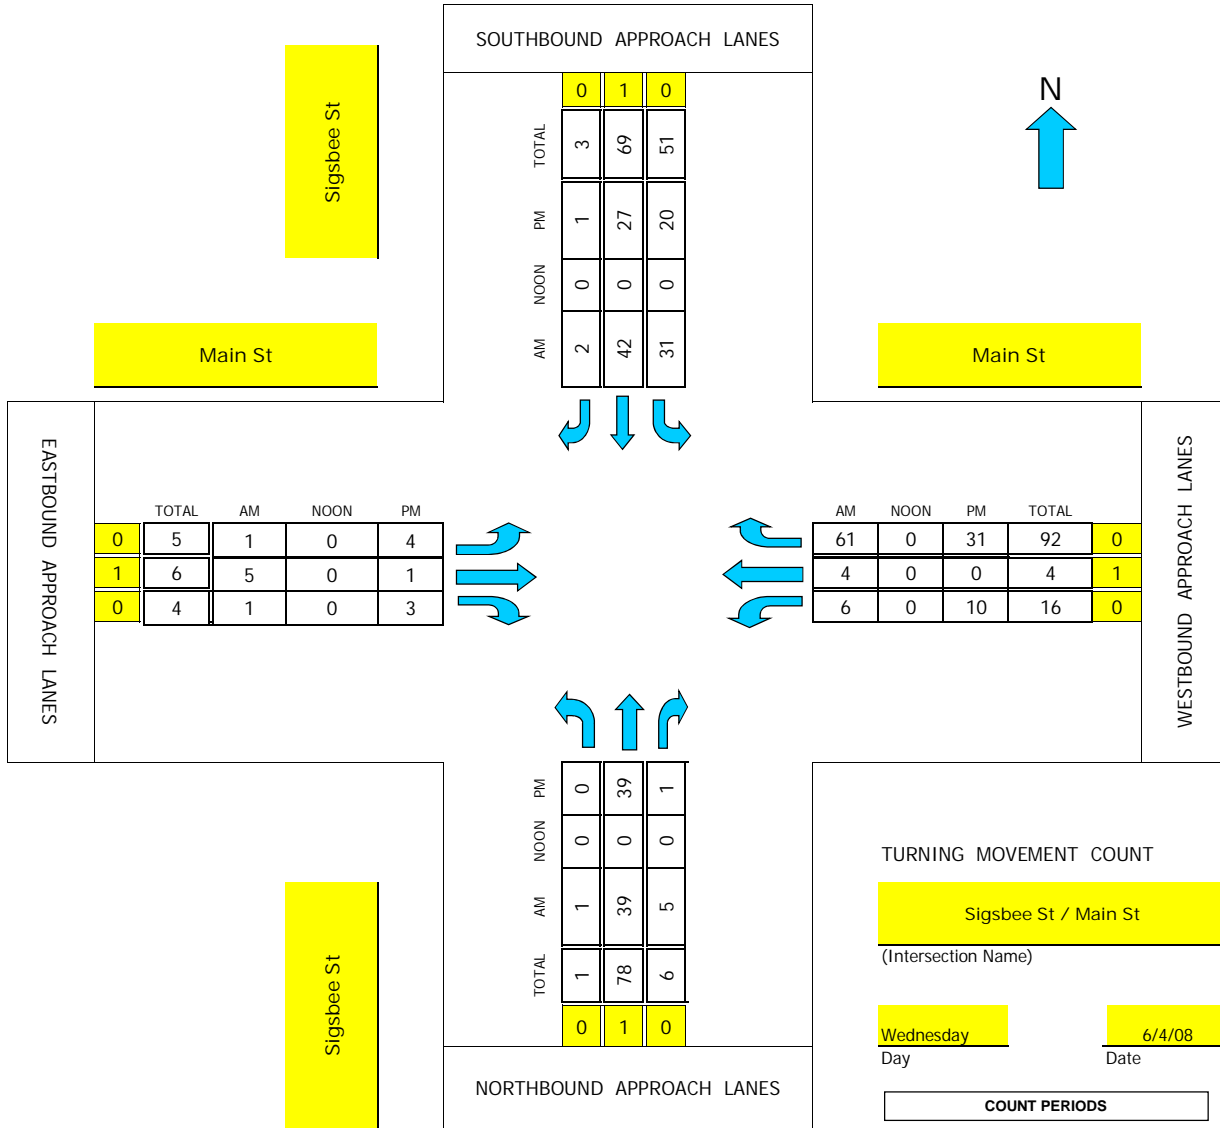 SOUTHBOUND APPROACH LANES
0 1 0
N
Sigsbee St
TOTAL 3 69 51
PM 1 27 20
NOON 0 0 0
AM 2 42 31
Main St
Main St
EASTBOUND APPROACH LANES
TOTAL AM NOON PM
0 5 1 0 4
1 6 5 0 1
0 4 1 0 3
AM NOON PM TOTAL
61 0 31 92 0
4 0 0 4 1
6 0 10 16 0
WESTBOUND APPROACH LANES
PM 0 39 1
NOON 0 0 0
AM 1 39 5
TOTAL 1 78 6
0 1 0
Sigsbee St
NORTHBOUND APPROACH LANES
TURNING MOVEMENT COUNT
Sigsbee St / Main St
(Intersection Name)
Wednesday 6/4/08
Day Date
COUNT PERIODS